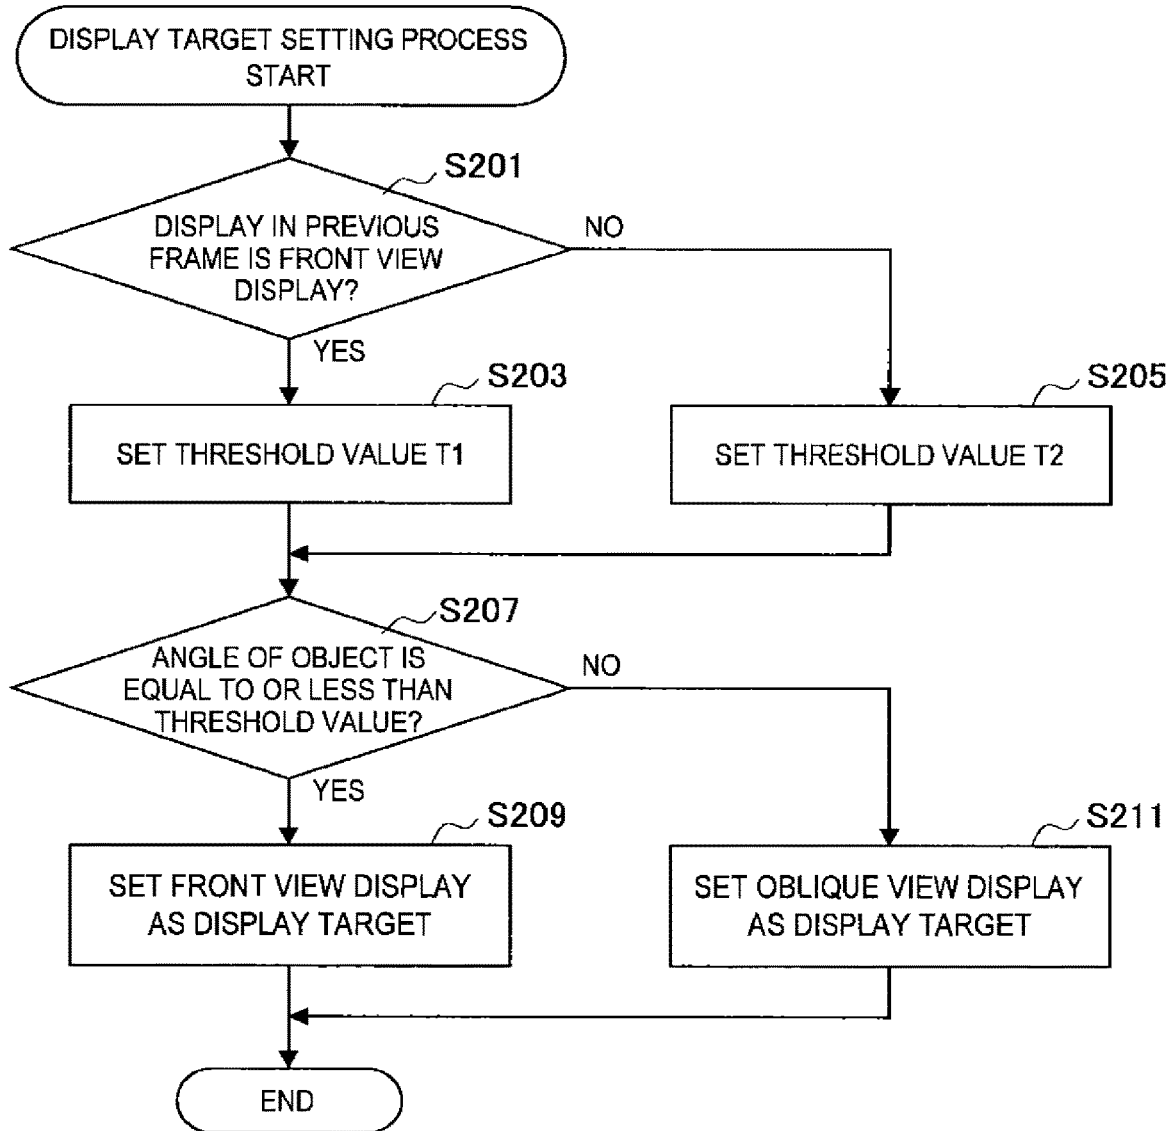 DISPLAY TARGET SETTING PROCESS
START
S201
DISPLAY IN PREVIOUS
FRAME IS FRONT VIEW
DISPLAY?
NO
YES
S203
SET THRESHOLD VALUE T1
S205
SET THRESHOLD VALUE T2
S207
ANGLE OF OBJECT IS
EQUAL TO OR LESS THAN
THRESHOLD VALUE?
NO
YES
S209
SET FRONT VIEW DISPLAY
AS DISPLAY TARGET
S211
SET OBLIQUE VIEW DISPLAY
AS DISPLAY TARGET
END